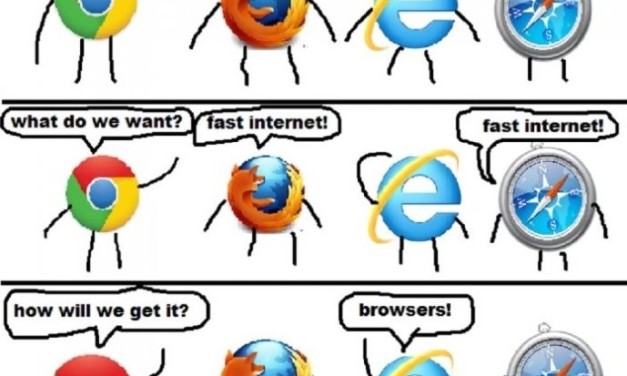 what do we want?
fast internet!
fast internet!
how will we get it?
browsers!